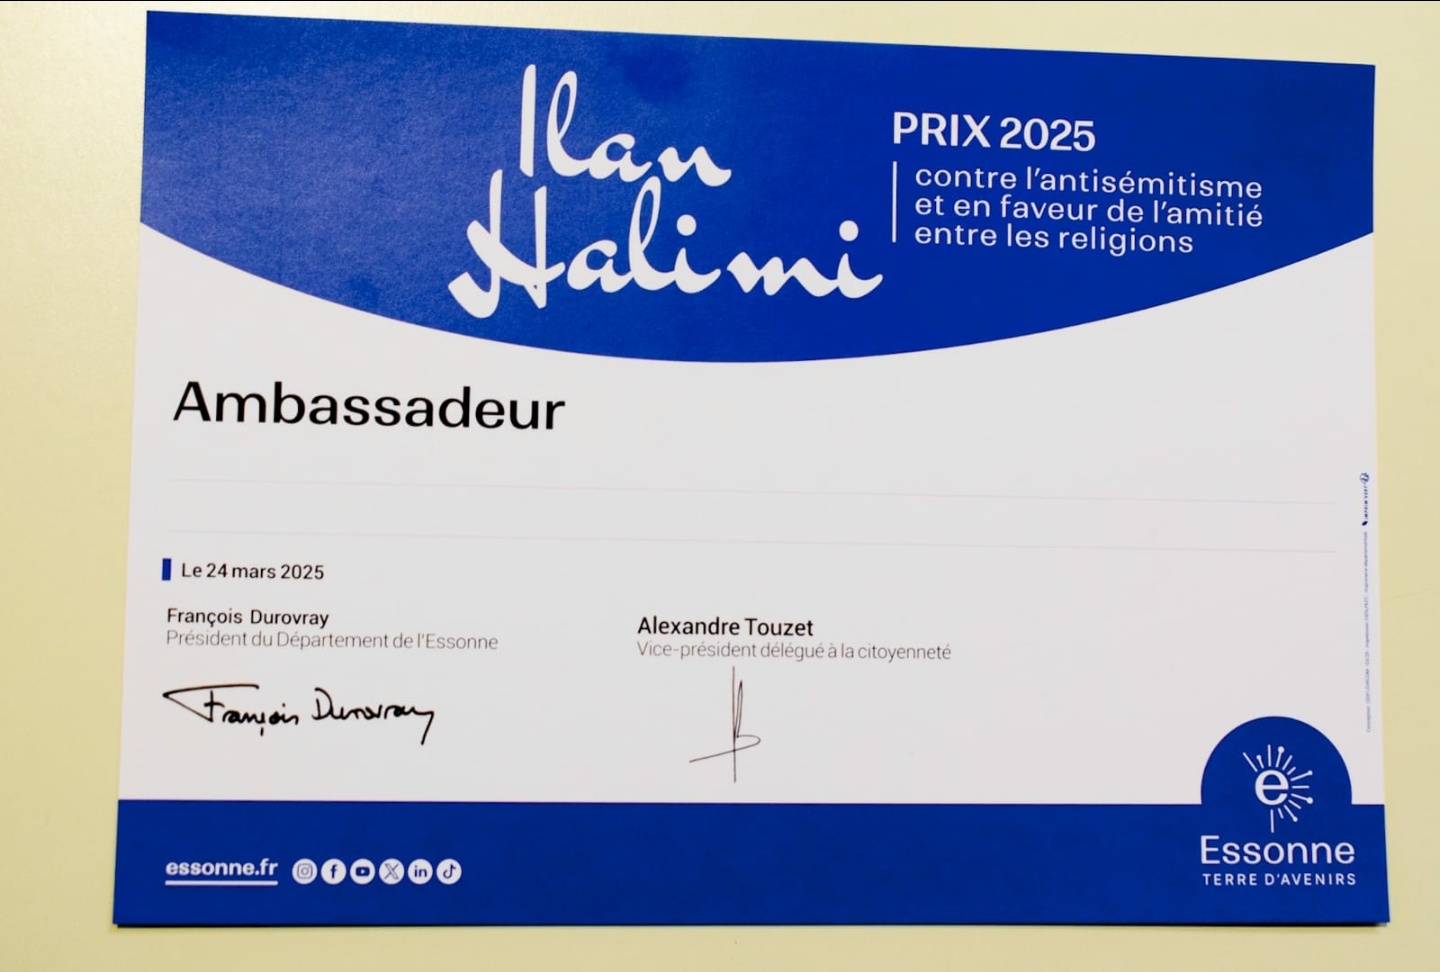 Ilan
Halimi
PRIX 2025
contre l'antisémitisme
et en faveur de l'amitié
entre les religions
Ambassadeur
Le 24 mars 2025
François Durovray
Président du Département de l'Essonne
François Durovray
Alexandre Touzet
Vice-président délégué à la citoyenneté
essonne.fr
e
Essonne
TERRE D'AVENIRS